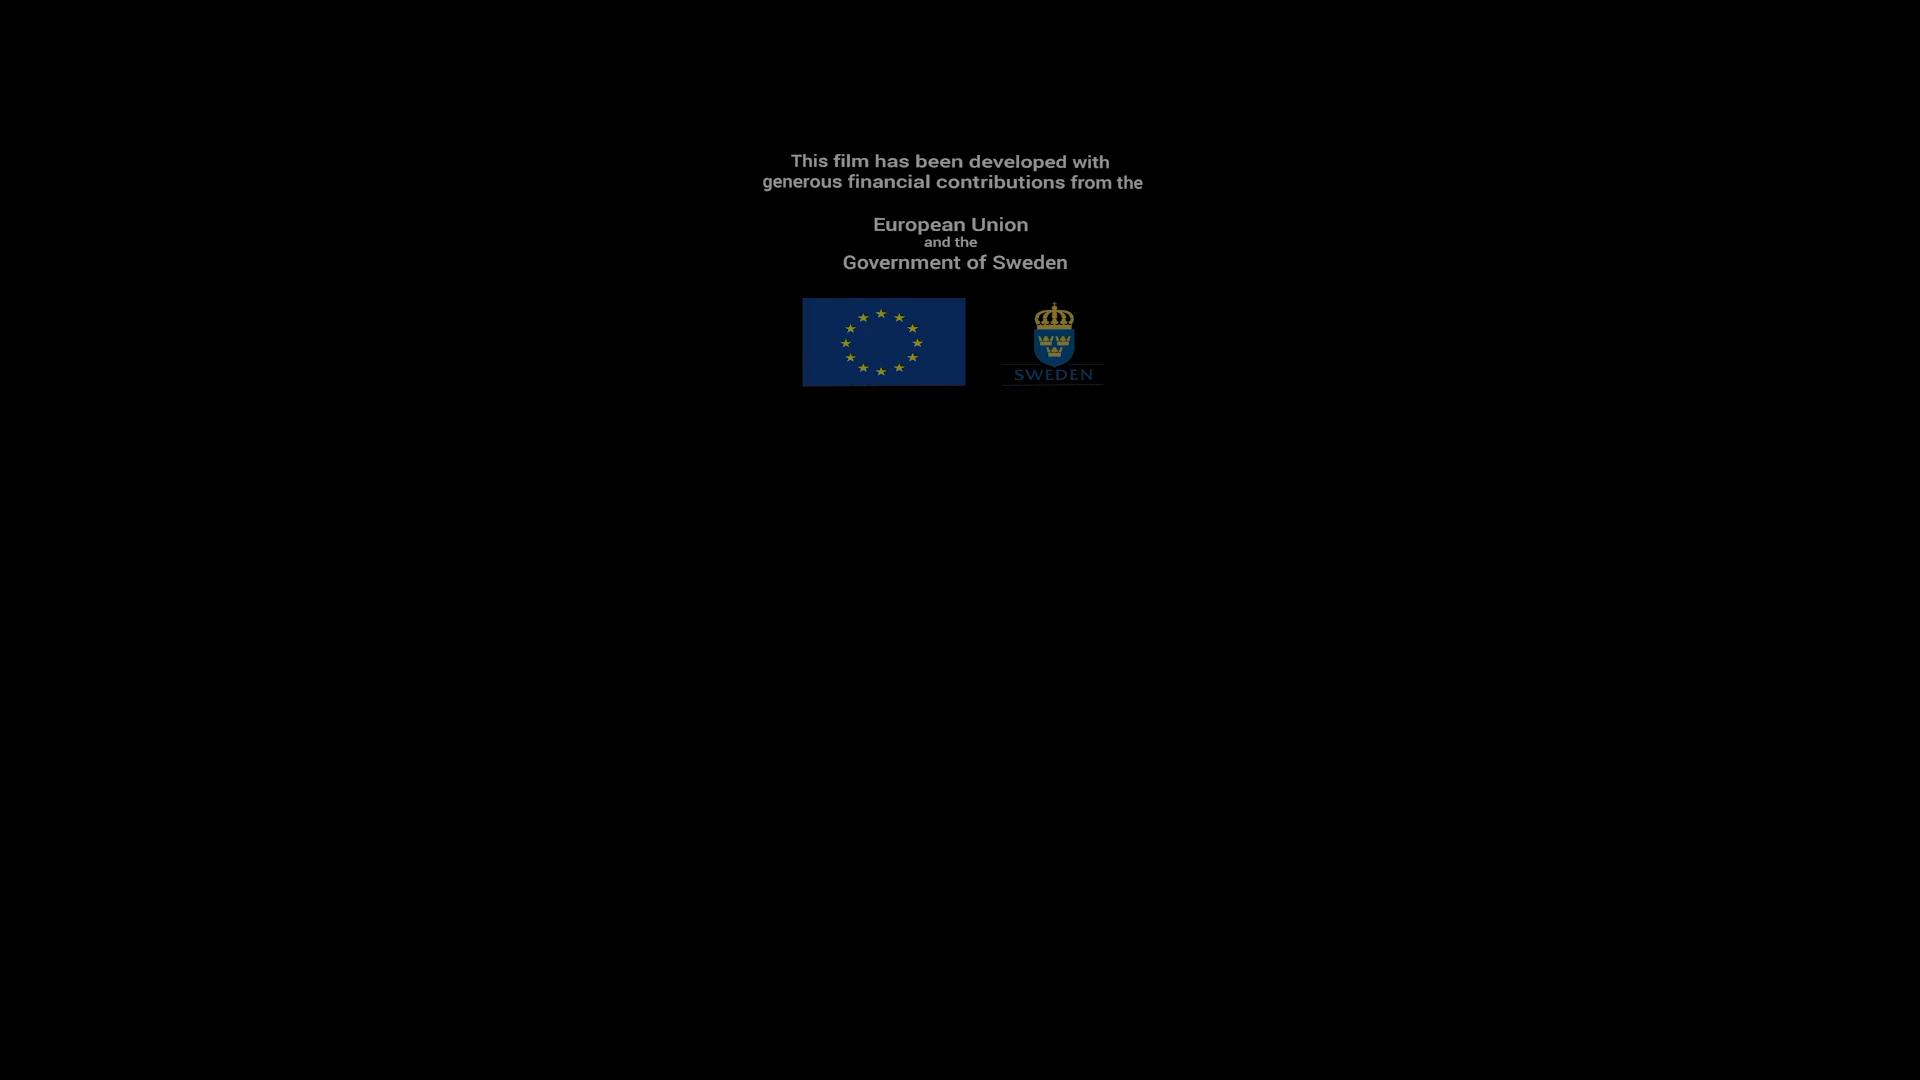 This film has been developed with
generous financial contributions from the
European Union
and the
Government of Sweden
SWEDEN